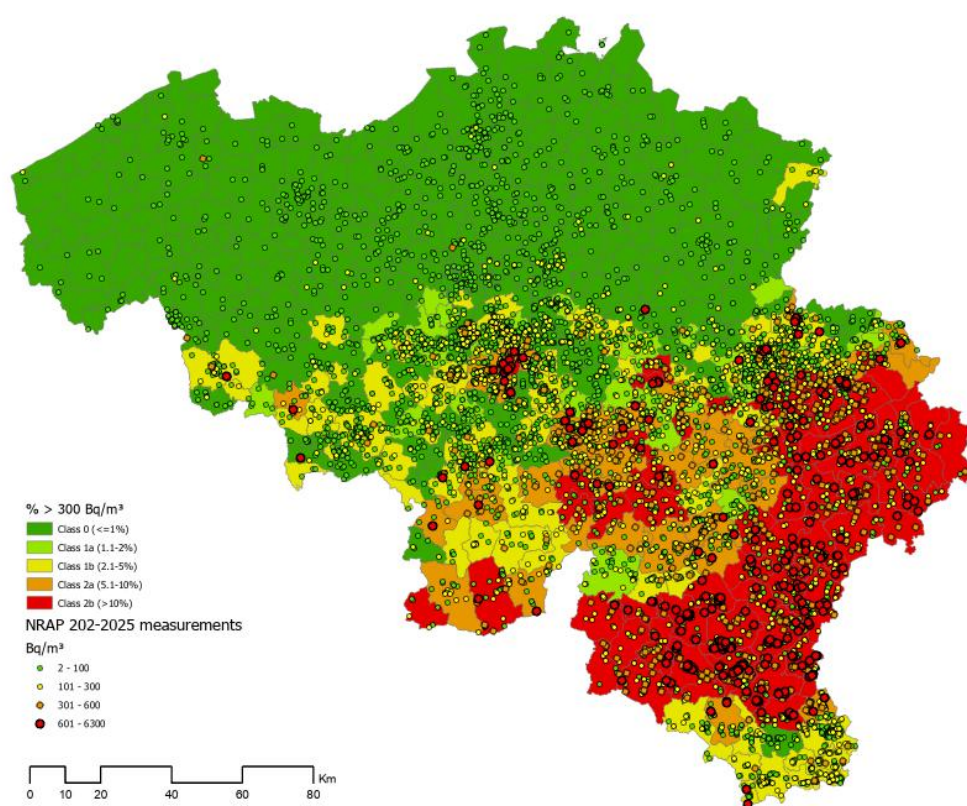 % > 300 Bq/m³
Class 0 (<=1%)
Class 1a (1.1-2%)
Class 1b (2.1-5%)
Class 2a (5.1-10%)
Class 2b (>10%)
NRAP 202-2025 measurements
Bq/m³
2 - 100
101 - 300
301 - 600
601 - 6300
Km
0 10 20 40 60 80